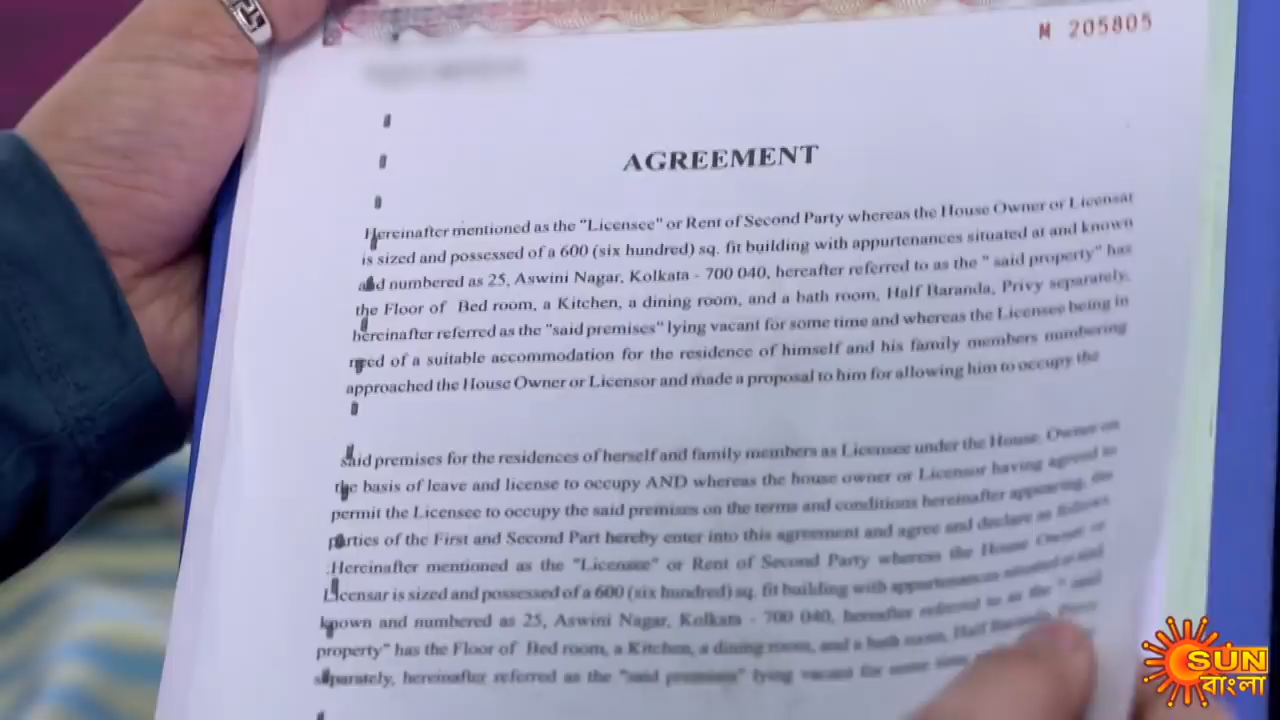 M 205805
AGREEMENT
Hereinafter mentioned as the "Licensee" or Rent of Second Party whereas the House Owner or Licensar
is sized and possessed of a 600 (six hundred) sq. fit building with appurtenances situated at and known
and numbered as 25, Aswini Nagar, Kolkata - 700 040, hereafter referred to as the " said property" has
the Floor of Bed room, a Kitchen, a dining room, and a bath room, Half Baranda, Privy separately,
hereinafter referred as the "said premises" lying vacant for some time and whereas the Licensee being in
need of a suitable accommodation for the residence of himself and his family members numbering
approached the House Owner or Licensor and made a proposal to him for allowing him to occupy the
said premises for the residences of herself and family members as Licensee under the House Owner on
the basis of leave and license to occupy AND whereas the house owner or Licensor having agreed to
permit the Licensee to occupy the said premises on the terms and conditions hereinafter appearing, the
parties of the First and Second Part hereby enter into this agreement and agree and declare as follows
Hereinafter mentioned as the "Licensee" or Rent of Second Party whereas the House Owner or
Licensar is sized and possessed of a 600 (six hundred) sq. fit building with appurtenances situated at and
known and numbered as 25, Aswini Nagar, Kolkata - 700 040, hereafter referred to as the " said
property" has the Floor of Bed room, a Kitchen, a dining room, and a bath room, Half
separately, hereinafter referred as the "said premises" lying vacant for some time
SUN
বাংলা